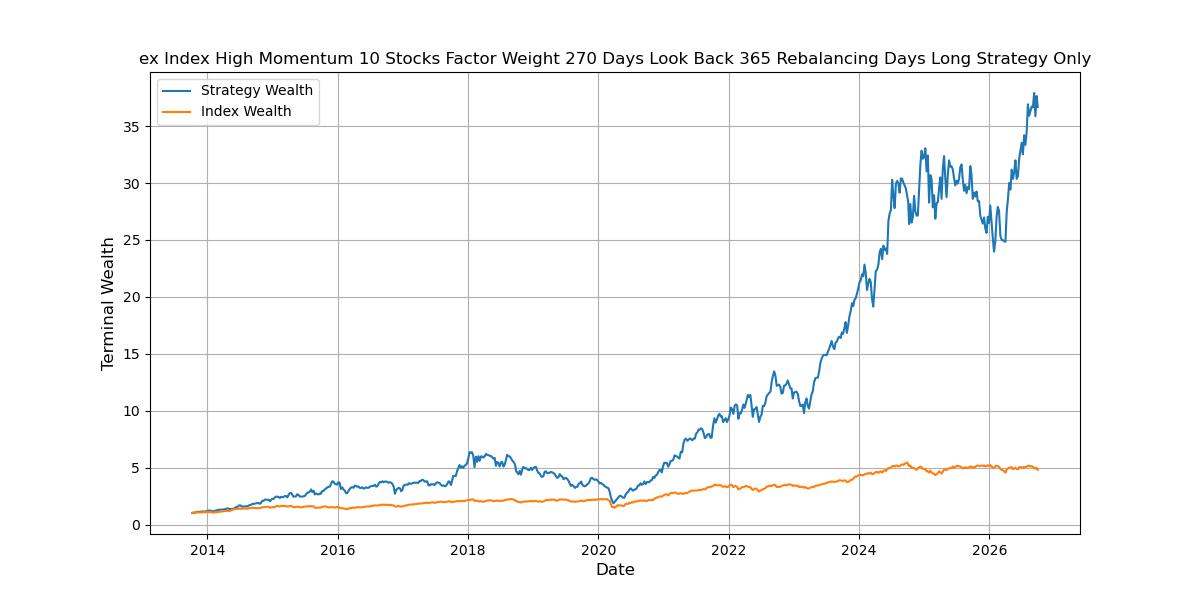 ex Index High Momentum 10 Stocks Factor Weight 270 Days Look Back 365 Rebalancing Days Long Strategy Only
Strategy Wealth
Index Wealth
Terminal Wealth
35
30
25
20
15
10
5
0
2014 2016 2018 2020 2022 2024 2026
Date